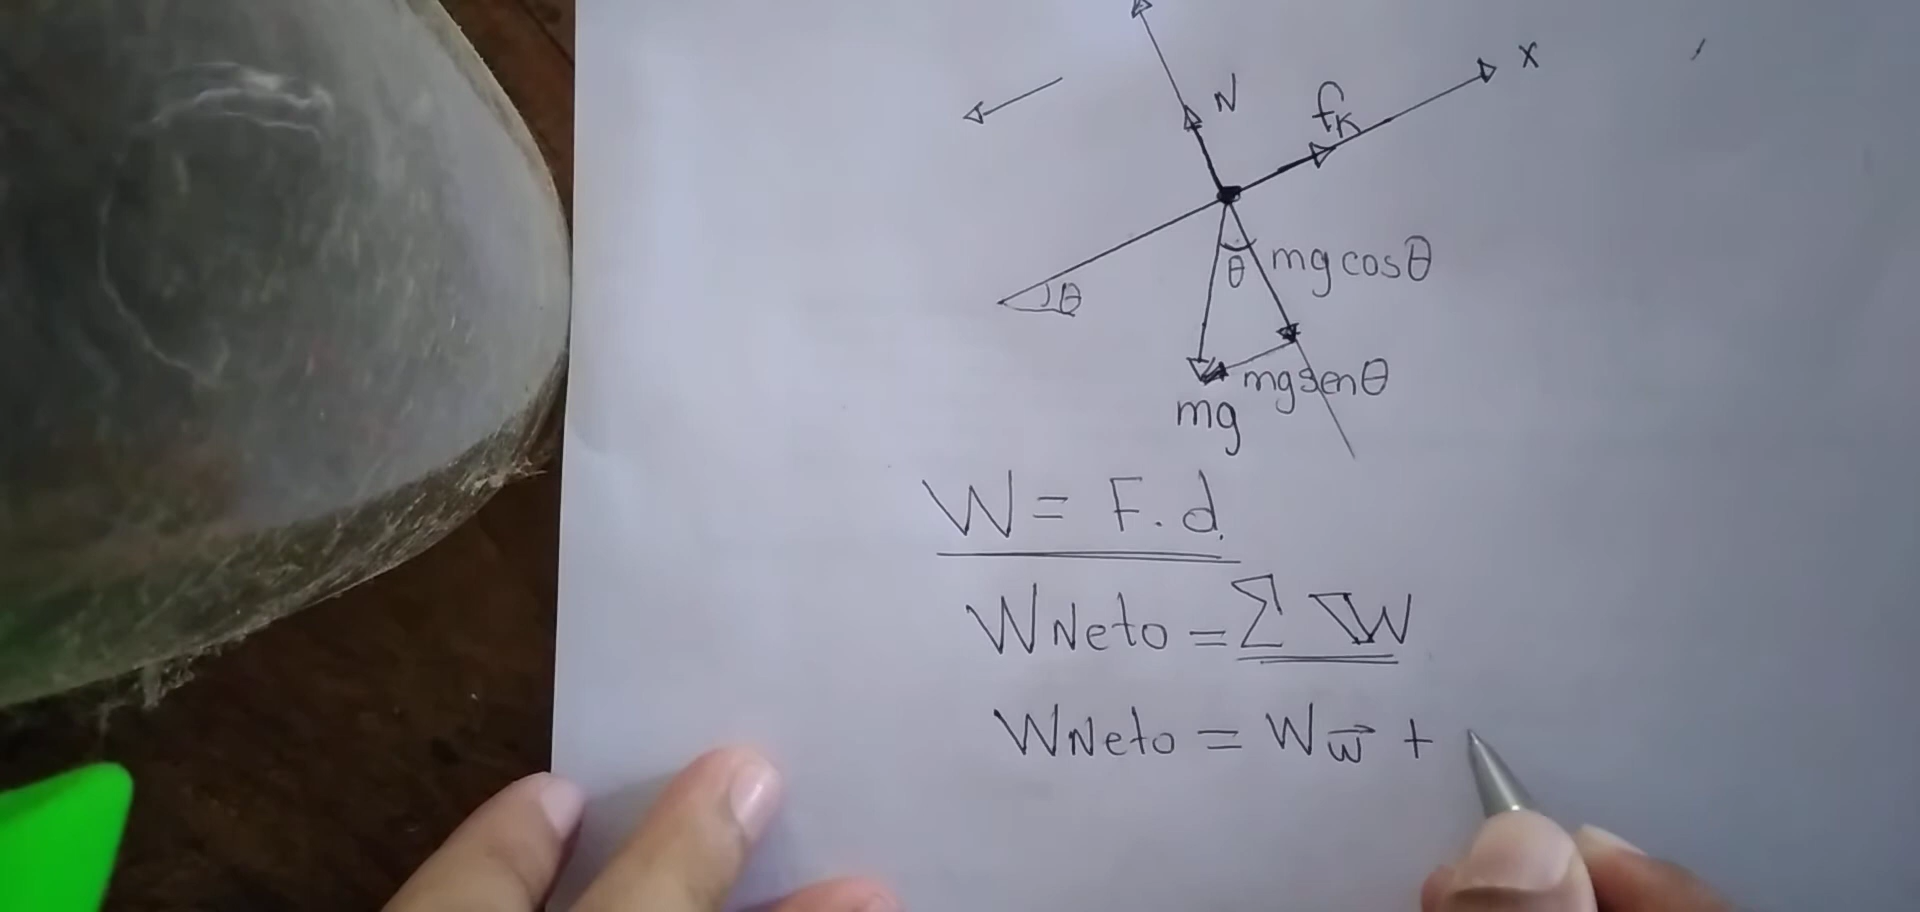 x
N
fK
θ
θ
mg cosθ
mg senθ
mg
W = F.d.
WNeto = Σ W
WNeto = Ww⃗ +